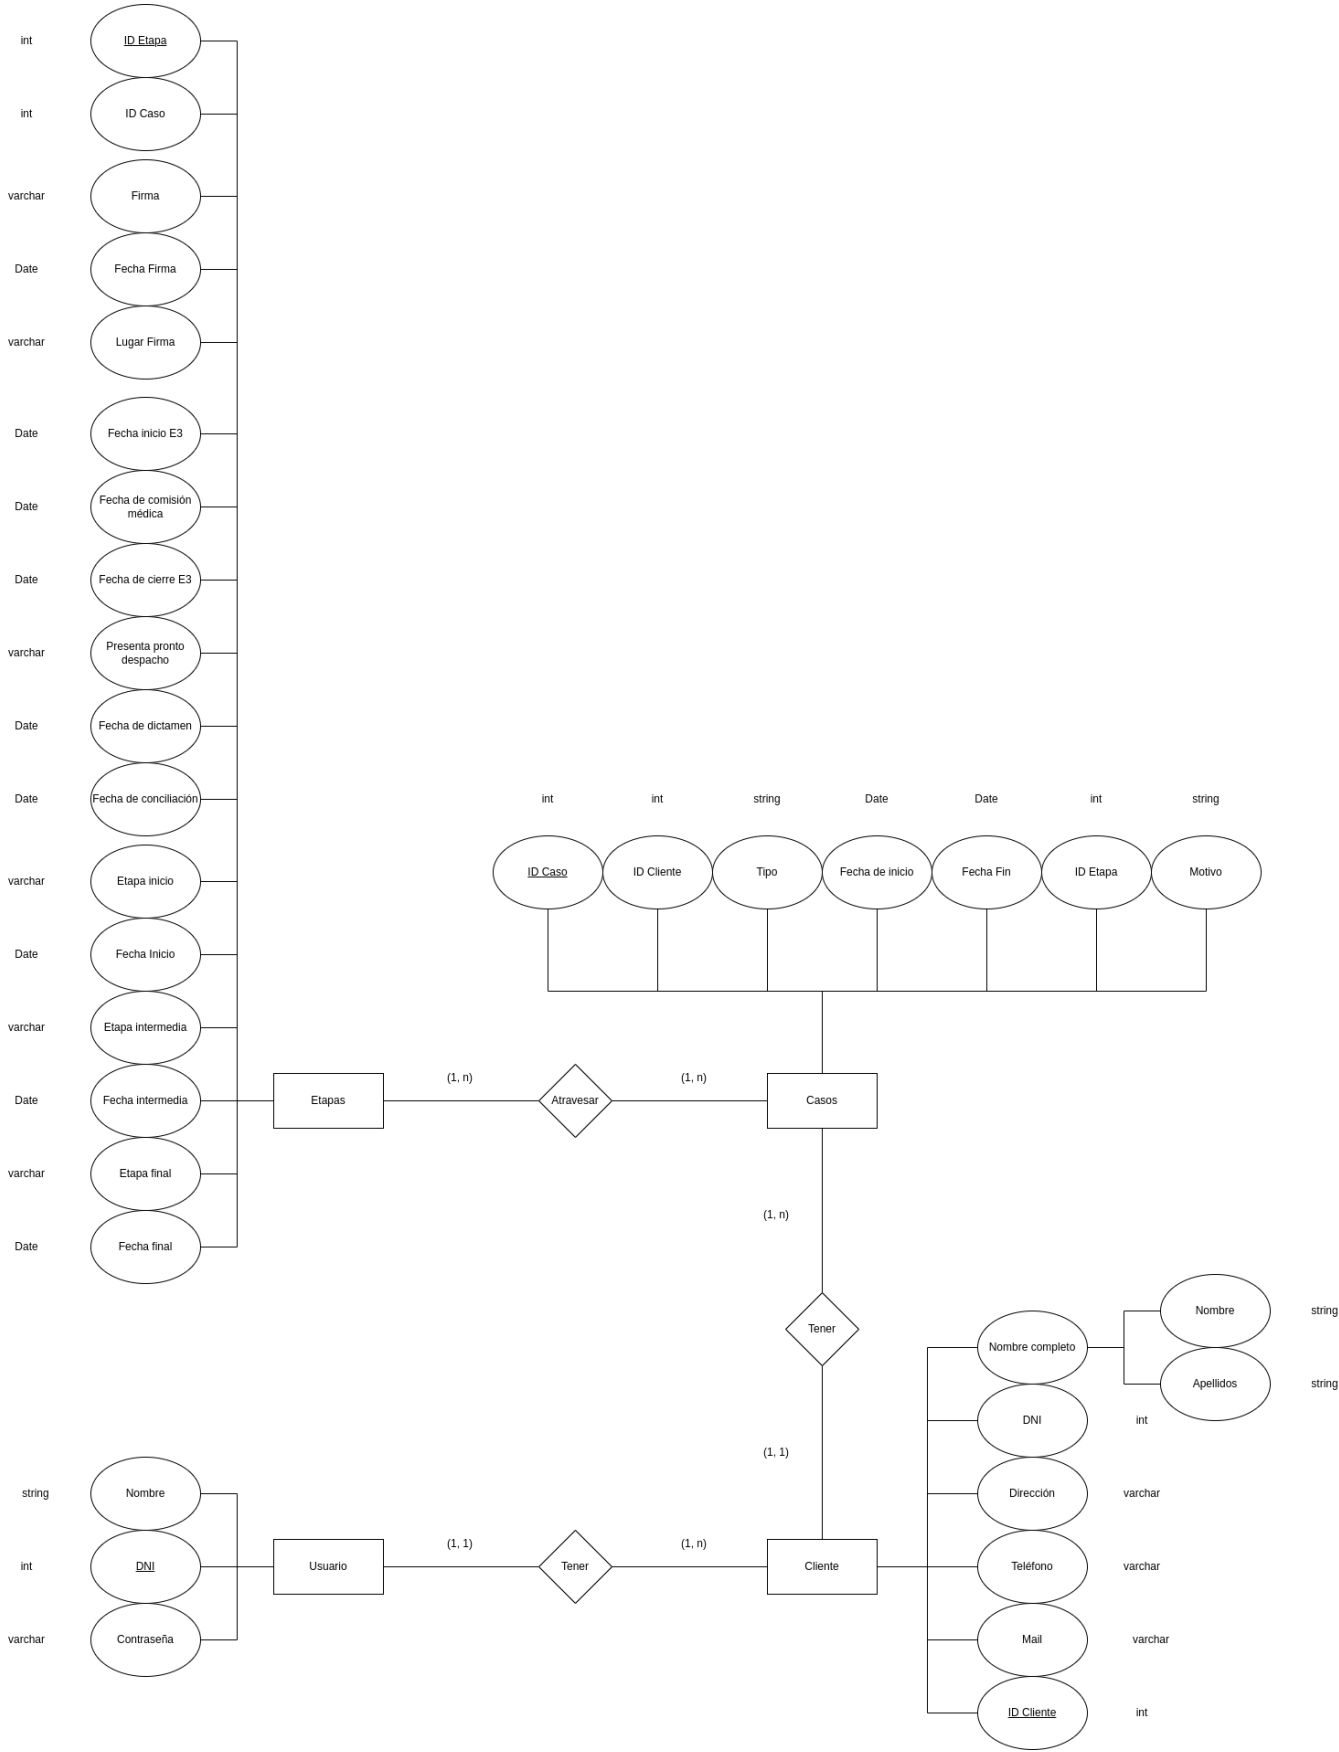 int
ID Etapa
int
ID Caso
varchar
Firma
Date
Fecha Firma
varchar
Lugar Firma
Date
Fecha inicio E3
Date
Fecha de comisión
médica
Date
Fecha de cierre E3
varchar
Presenta pronto
despacho
Date
Fecha de dictamen
Date
Fecha de conciliación
int
int
string
Date
Date
int
string
ID Caso
ID Cliente
Tipo
Fecha de inicio
Fecha Fin
ID Etapa
Motivo
varchar
Etapa inicio
Date
Fecha Inicio
varchar
Etapa intermedia
Date
Fecha intermedia
Etapas
(1, n)
Atravesar
(1, n)
Casos
varchar
Etapa final
Date
Fecha final
(1, n)
Tener
(1, 1)
Nombre completo
Nombre
string
Apellidos
string
DNI
int
Dirección
varchar
Teléfono
varchar
Mail
varchar
ID Cliente
int
string
Nombre
int
DNI
varchar
Contraseña
Usuario
(1, 1)
Tener
(1, n)
Cliente